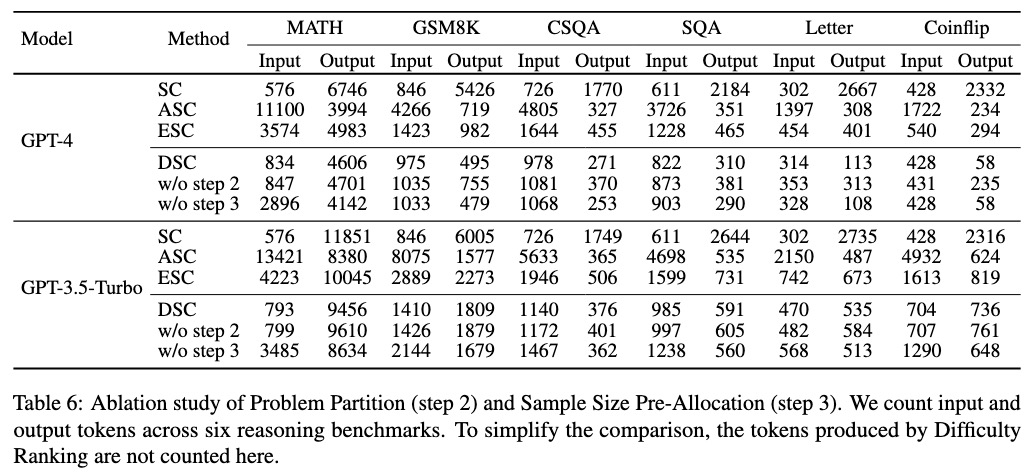 Model Method MATH GSM8K CSQA SQA Letter Coinflip
Input Output Input Output Input Output Input Output Input Output Input Output
GPT-4
SC 576 6746 846 5426 726 1770 611 2184 302 2667 428 2332
ASC 11100 3994 4266 719 4805 327 3726 351 1397 308 1722 234
ESC 3574 4983 1423 982 1644 455 1228 465 454 401 540 294
DSC 834 4606 975 495 978 271 822 310 314 113 428 58
w/o step 2 847 4701 1035 755 1081 370 873 381 353 313 431 235
w/o step 3 2896 4142 1033 479 1068 253 903 290 328 108 428 58
GPT-3.5-Turbo
SC 576 11851 846 6005 726 1749 611 2644 302 2735 428 2316
ASC 13421 8380 8075 1577 5633 365 4698 535 2150 487 4932 624
ESC 4223 10045 2889 2273 1946 506 1599 731 742 673 1613 819
DSC 793 9456 1410 1809 1140 376 985 591 470 535 704 736
w/o step 2 799 9610 1426 1879 1172 401 997 605 482 584 707 761
w/o step 3 3485 8634 2144 1679 1467 362 1238 560 568 513 1290 648
Table 6: Ablation study of Problem Partition (step 2) and Sample Size Pre-Allocation (step 3). We count input and
output tokens across six reasoning benchmarks. To simplify the comparison, the tokens produced by Difficulty
Ranking are not counted here.